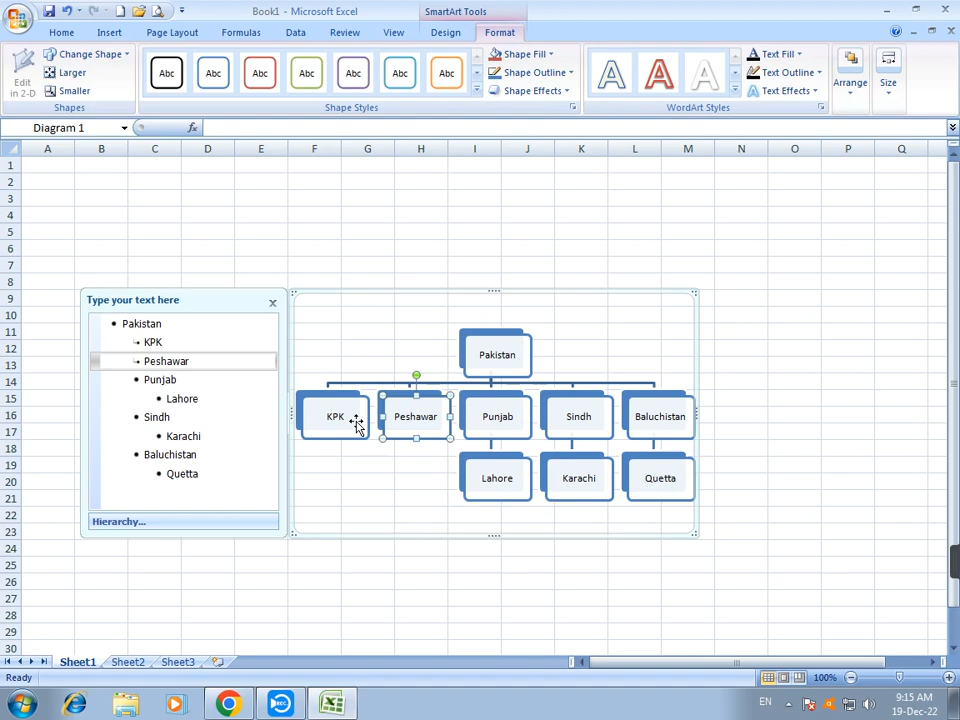 Book1 - Microsoft Excel
SmartArt Tools
Home Insert Page Layout Formulas Data Review View Design Format
Edit in 2-D
Change Shape
Larger
Smaller
Shapes
Abc Abc Abc Abc Abc Abc Abc
Shape Fill
Shape Outline
Shape Effects
Shape Styles
A A A
Text Fill
Text Outline
Text Effects
WordArt Styles
Arrange
Size
Diagram 1
fx
A B C D E F G H I J K L M N O P Q
1
2
3
4
5
6
7
8
9
10
11
12
13
14
15
16
17
18
19
20
21
22
23
24
25
26
27
28
29
30
Type your text here
Pakistan
KPK
Peshawar
Punjab
Lahore
Sindh
Karachi
Baluchistan
Quetta
Hierarchy...
Pakistan
KPK Peshawar Punjab Sindh Baluchistan
Lahore Karachi Quetta
Sheet1 Sheet2 Sheet3
Ready
100%
EN
9:15 AM
19-Dec-22